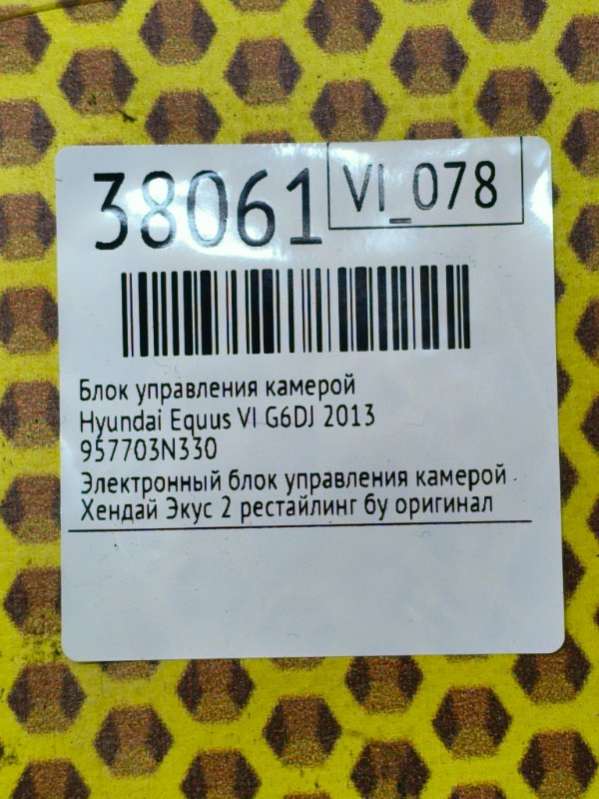 38061
VI_078
Блок управления камерой
Hyundai Equus VI G6DJ 2013
957703N330
Электронный блок управления камерой
Хендай Экус 2 рестайлинг бу оригинал